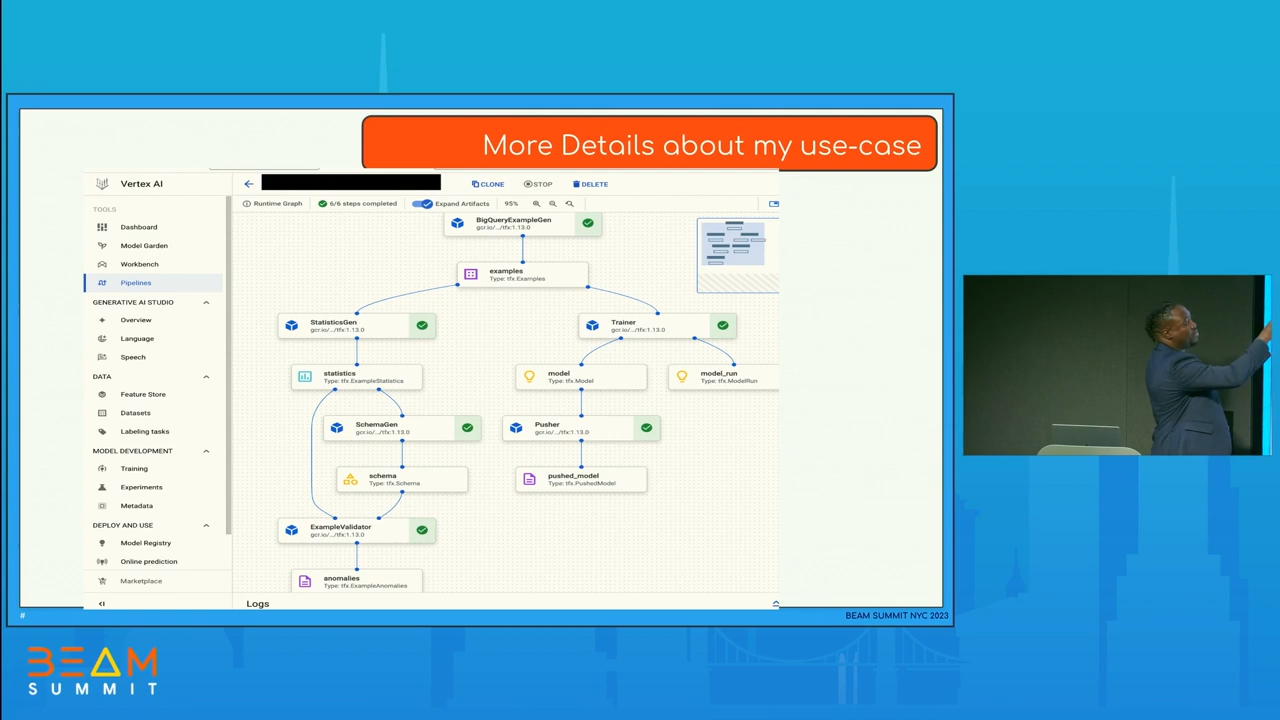 More Details about my use-case
Vertex AI
CLONE
STOP
DELETE
TOOLS
Runtime Graph
6/6 steps completed
Expand Artifacts
95%
Dashboard
Model Garden
Workbench
Pipelines
GENERATIVE AI STUDIO
Overview
Language
Speech
DATA
Feature Store
Datasets
Labeling tasks
MODEL DEVELOPMENT
Training
Experiments
Metadata
DEPLOY AND USE
Model Registry
Online prediction
Marketplace
BigQueryExampleGen
gcr.io/.../tfx:1.13.0
examples
Type: tfx.Examples
StatisticsGen
gcr.io/.../tfx:1.13.0
Trainer
gcr.io/.../tfx:1.13.0
statistics
Type: tfx.ExampleStatistics
model
Type: tfx.Model
model_run
Type: tfx.ModelRun
SchemaGen
gcr.io/.../tfx:1.13.0
Pusher
gcr.io/.../tfx:1.13.0
schema
Type: tfx.Schema
pushed_model
Type: tfx.PushedModel
ExampleValidator
gcr.io/.../tfx:1.13.0
anomalies
Type: tfx.ExampleAnomalies
Logs
#
BEAM SUMMIT NYC 2023
BEAM
SUMMIT